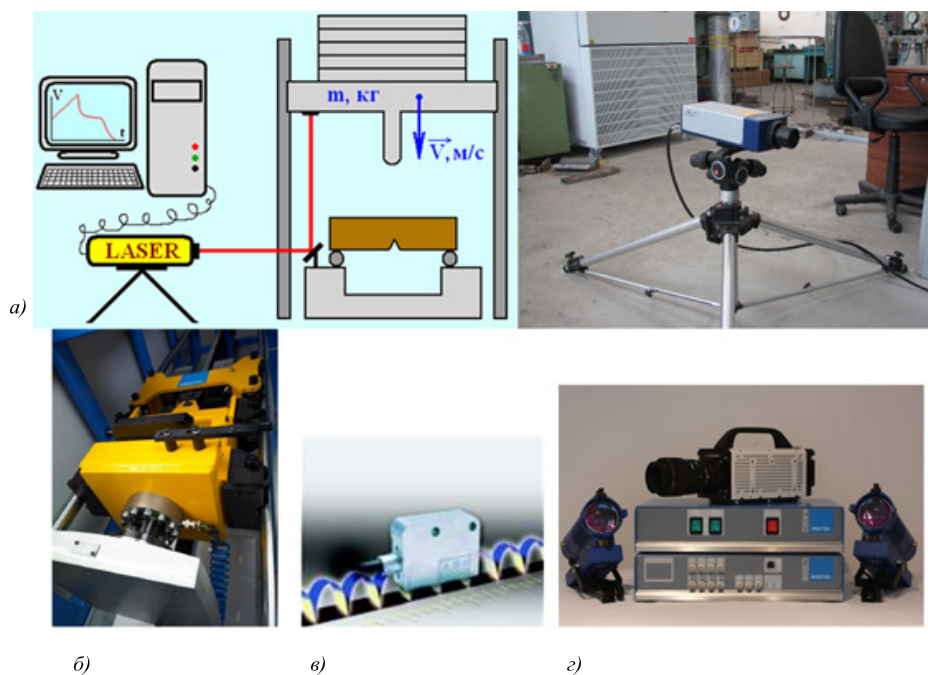 V
t
m, кг
V, м/с
LASER
а)
б)
в)
г)